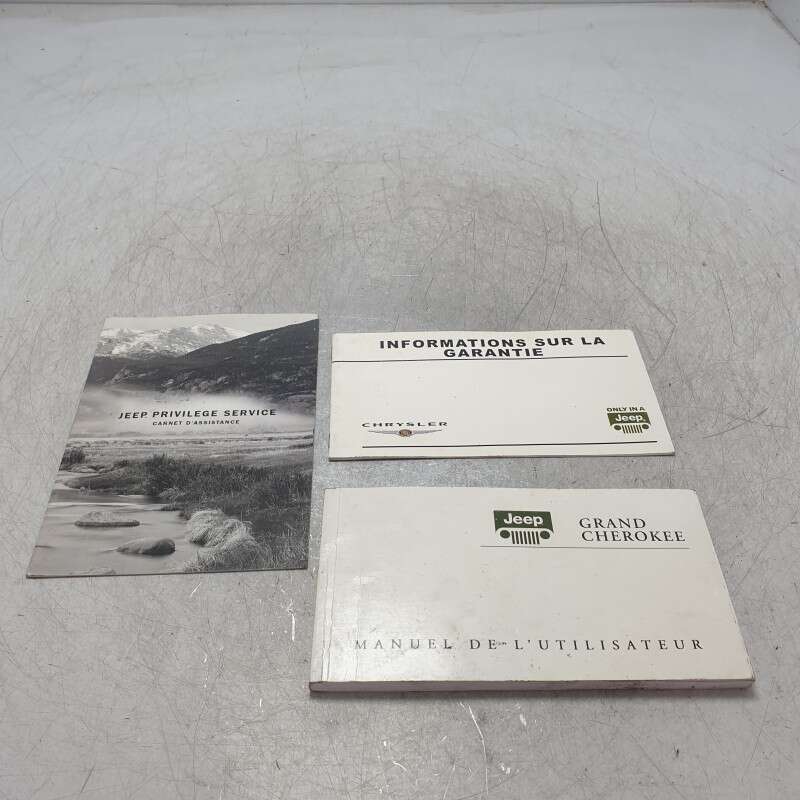 JEEP PRIVILEGE SERVICE
CARNET D'ASSISTANCE
INFORMATIONS SUR LA
GARANTIE
CHRYSLER
ONLY IN A
Jeep
Jeep
GRAND
CHEROKEE
MANUEL DE L'UTILISATEUR